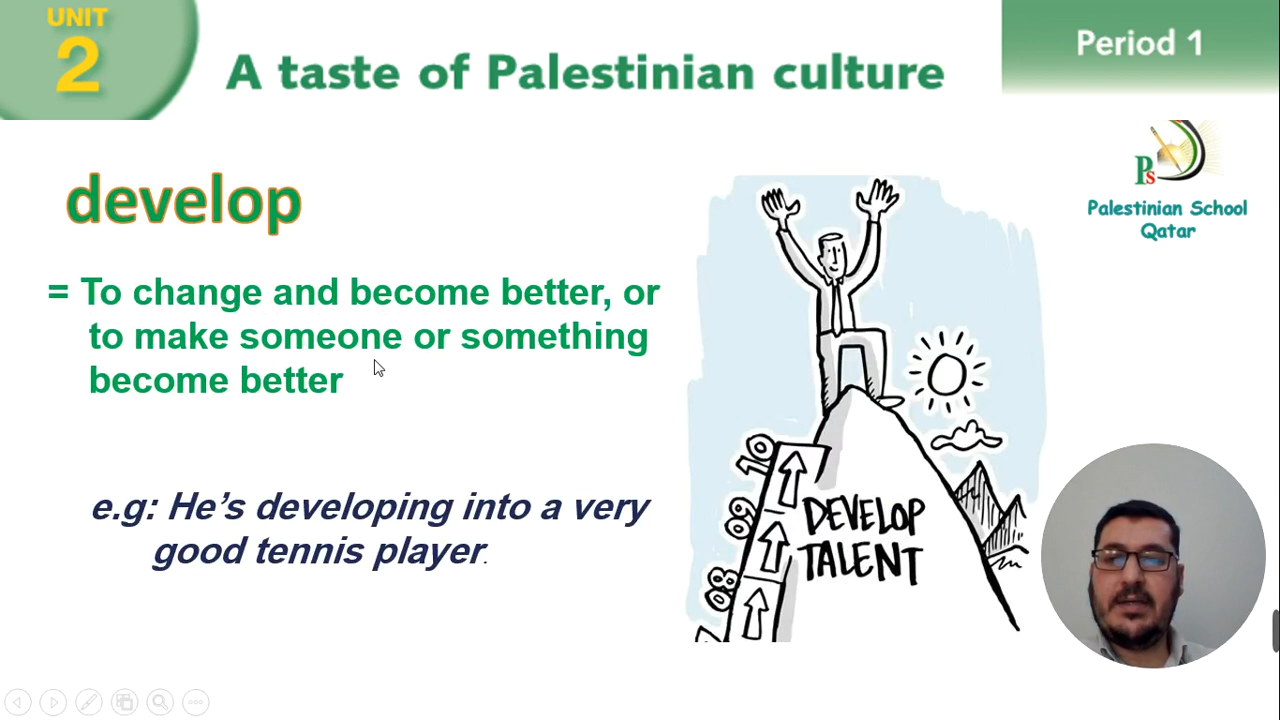 UNIT
2
A taste of Palestinian culture
Period 1
Ps
Palestinian School
Qatar
develop
= To change and become better, or
to make someone or something
become better
e.g: He's developing into a very
good tennis player.
10
09
08
DEVELOP
TALENT